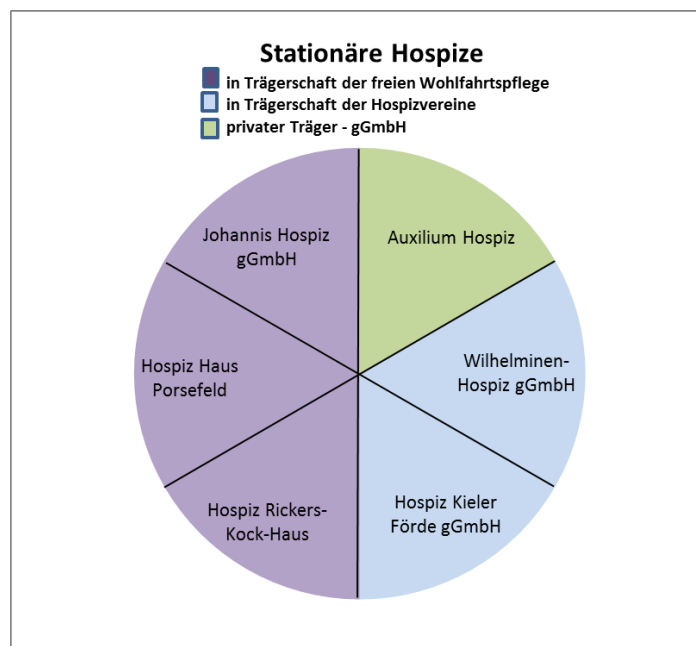 Stationäre Hospize
in Trägerschaft der freien Wohlfahrtspflege
in Trägerschaft der Hospizvereine
privater Träger - gGmbH
Johannis Hospiz
gGmbH
Auxilium Hospiz
Hospiz Haus
Porsefeld
Wilhelminen-
Hospiz gGmbH
Hospiz Rickers-
Kock-Haus
Hospiz Kieler
Förde gGmbH